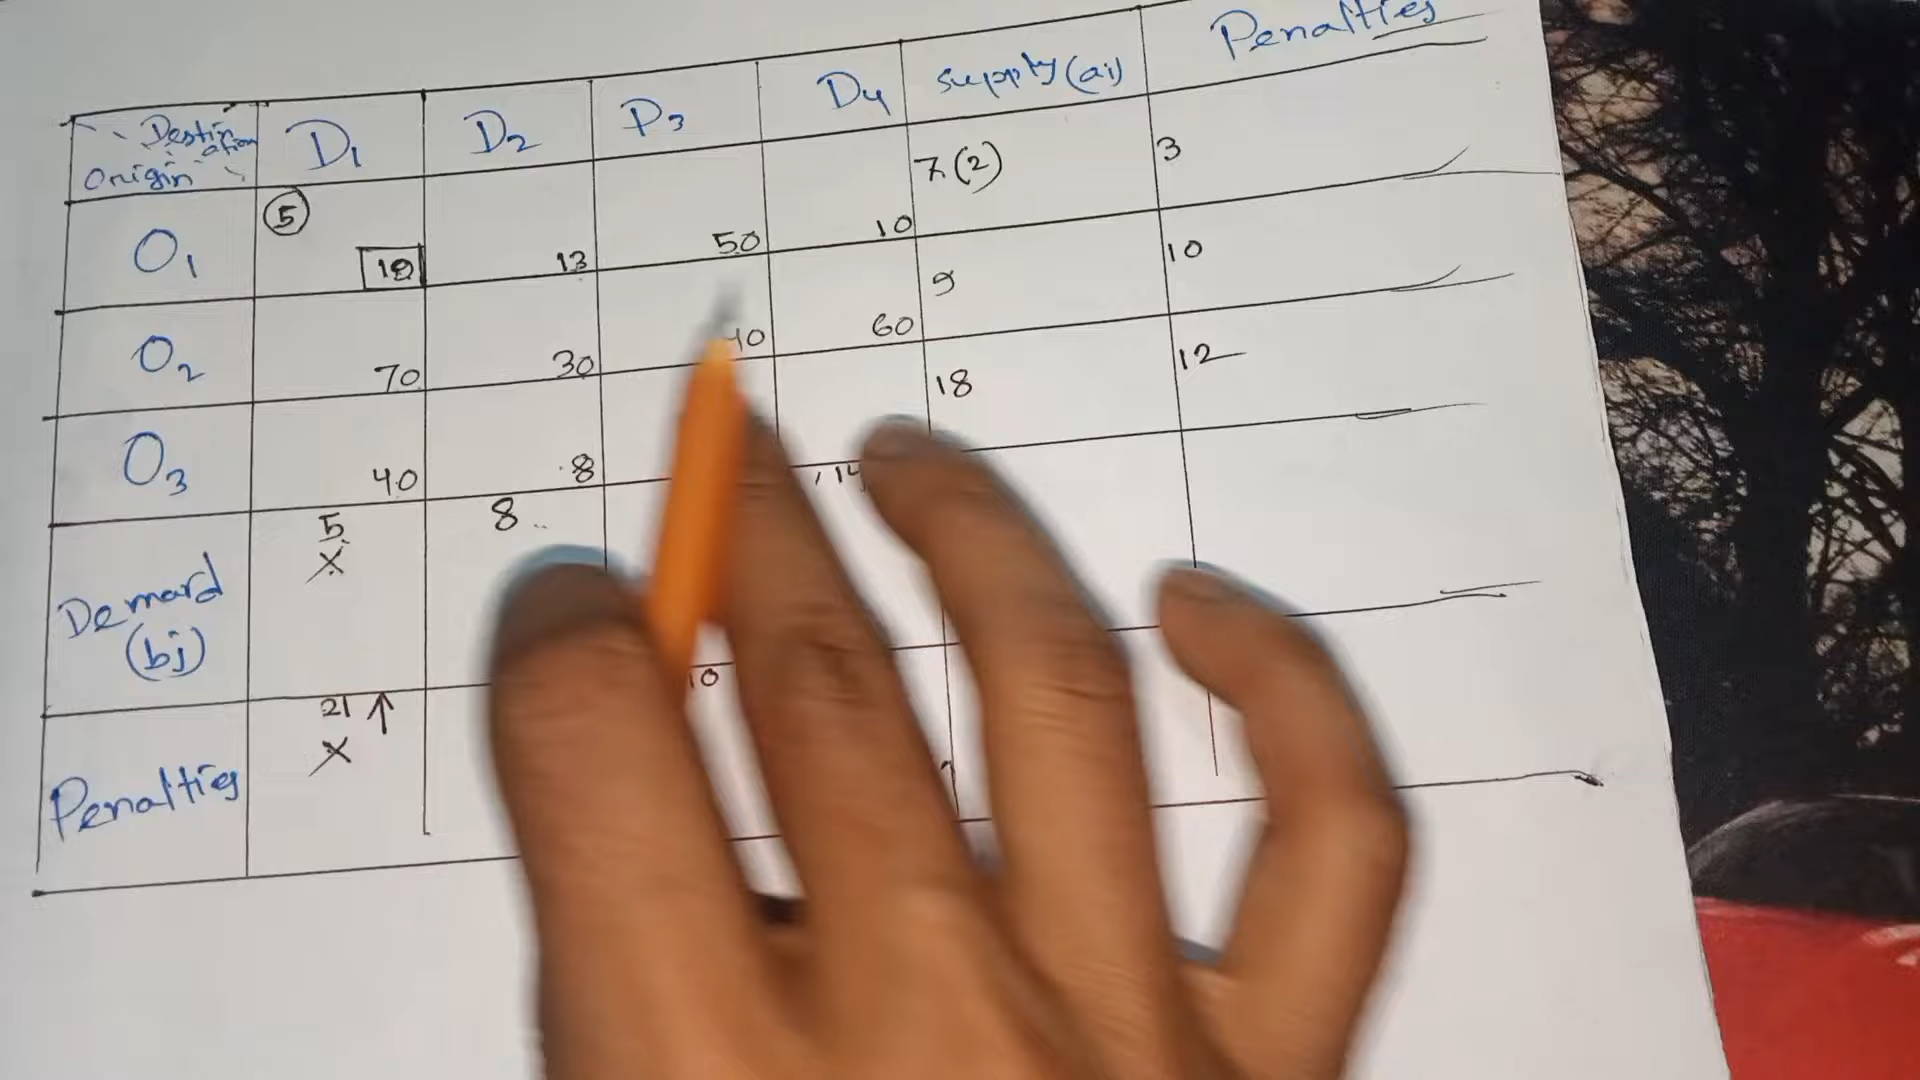 Destination Origin D1 D2 D3 D4 supply(ai) Penalties
O1 5 19 13 50 10 7(2) 3
O2 70 30 40 60 9 10
O3 40 8 18 12
Demand (bj) 5 X 8
Penalties 21 ↑ X 10